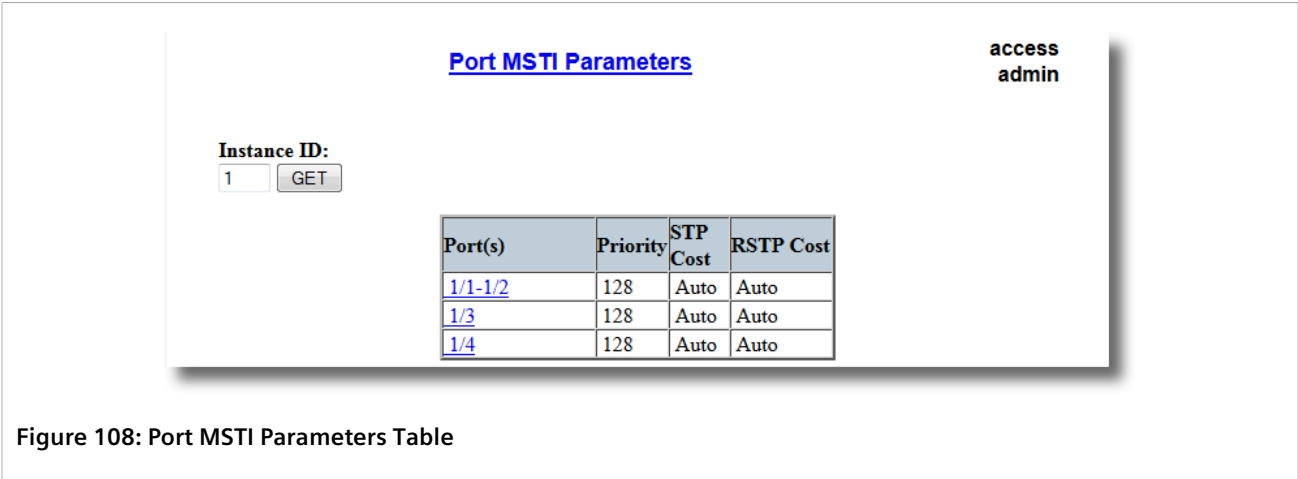 Port MSTI Parameters
access
admin
Instance ID:
1 GET
Port(s) Priority STP Cost RSTP Cost
1/1-1/2 128 Auto Auto
1/3 128 Auto Auto
1/4 128 Auto Auto
Figure 108: Port MSTI Parameters Table